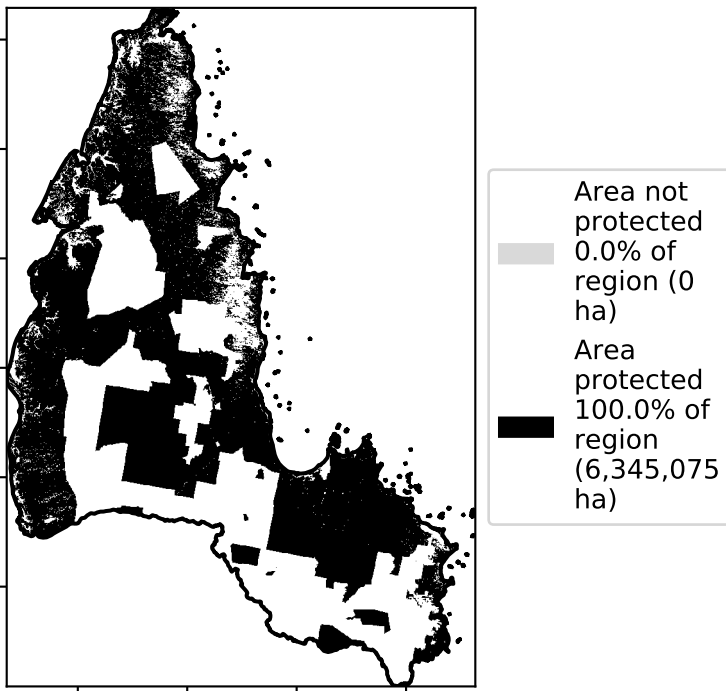 Area not
protected
0.0% of
region (0
ha)
Area
protected
100.0% of
region
(6,345,075
ha)